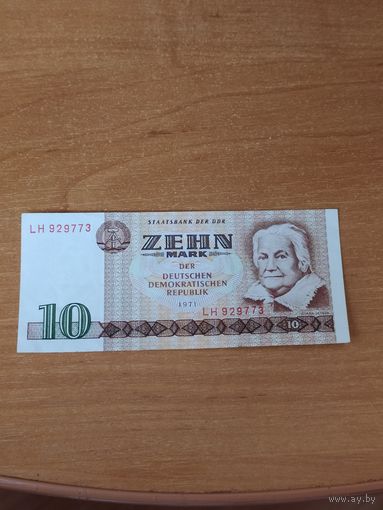 STAATSBANK DER DDR
LH 929773
ZEHN
MARK
DER
DEUTSCHEN
DEMOKRATISCHEN
REPUBLIK
1971
LH 929773
10
10
www.ay.by